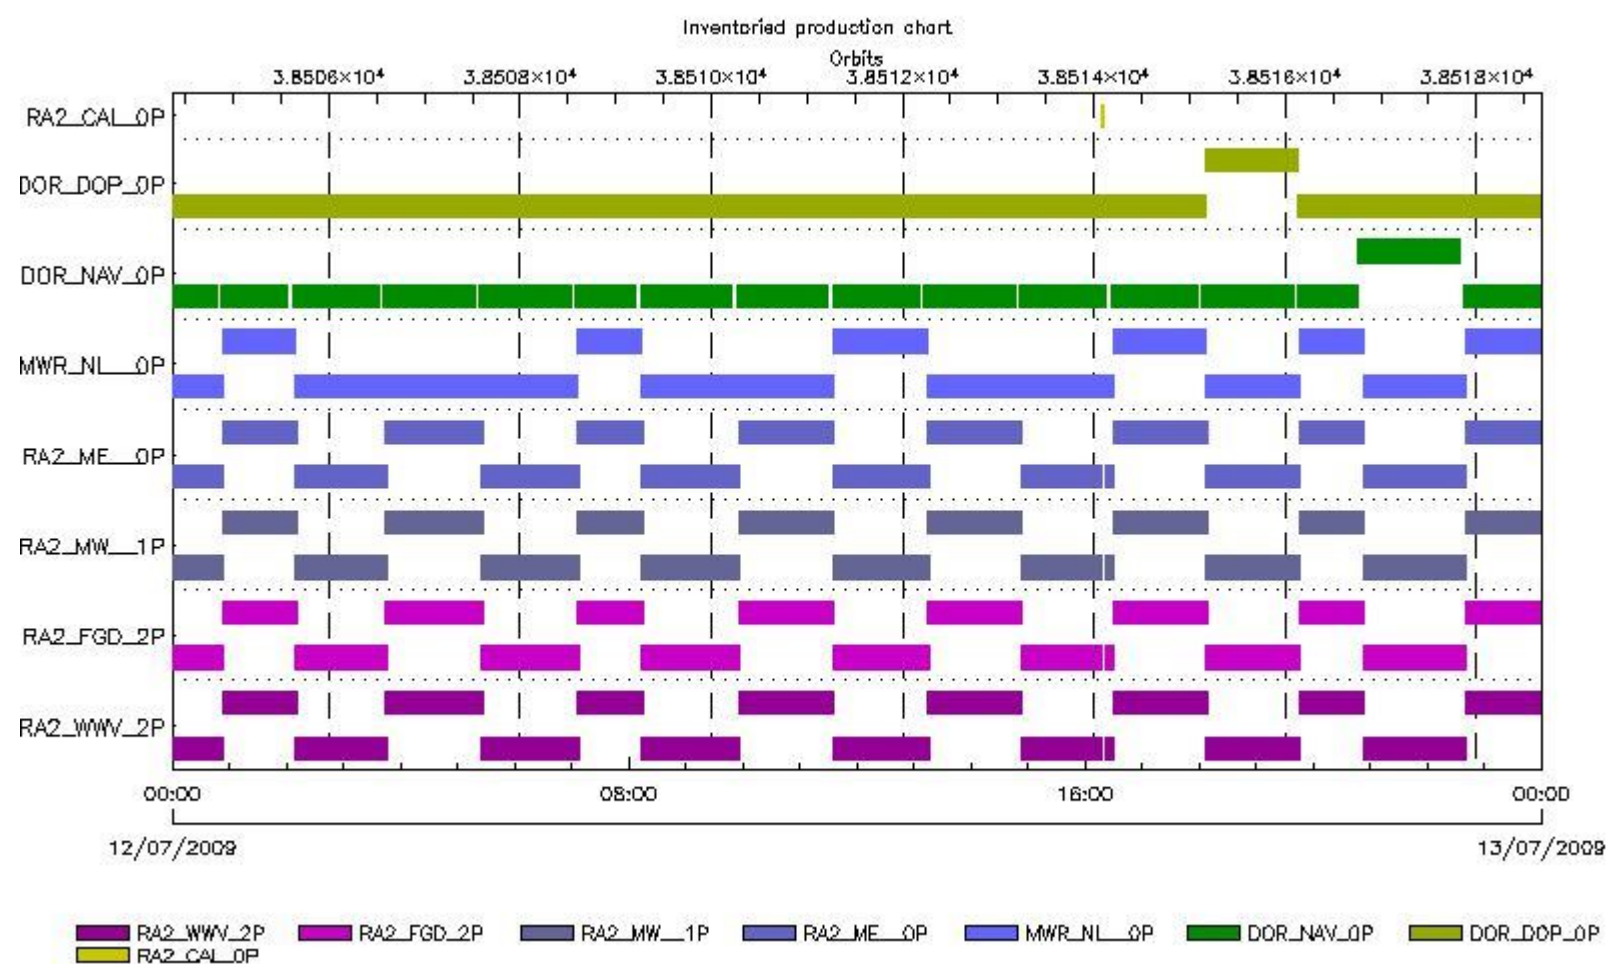 Inventoried production chart
Orbits
3.8506×10⁴ 3.8508×10⁴ 3.8510×10⁴ 3.8512×10⁴ 3.8514×10⁴ 3.8516×10⁴ 3.8518×10⁴
RA2_CAL_0P
DOR_DOP_0P
DOR_NAV_0P
MWR_NL__0P
RA2_ME__0P
RA2_MW__1P
RA2_FGD_2P
RA2_WWV_2P
00:00 08:00 16:00 00:00
12/07/2009 13/07/2009
RA2_WWV_2P RA2_FGD_2P RA2_MW__1P RA2_ME__0P MWR_NL__0P DOR_NAV_0P DOR_DOP_0P
RA2_CAL_0P